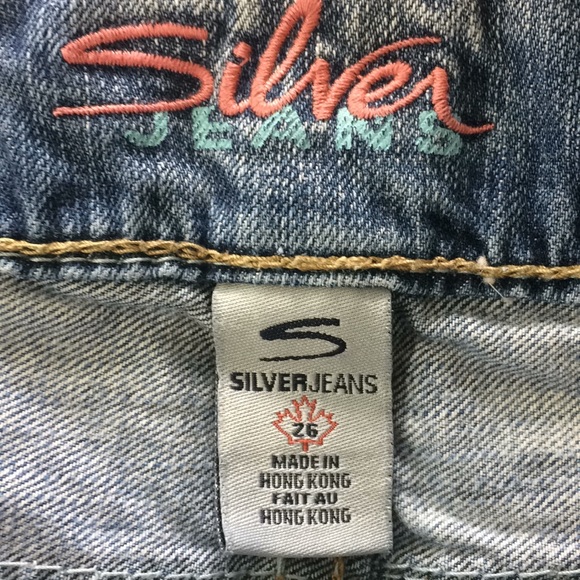 Silver
JEANS
S
SILVERJEANS
26
MADE IN
HONG KONG
FAIT AU
HONG KONG